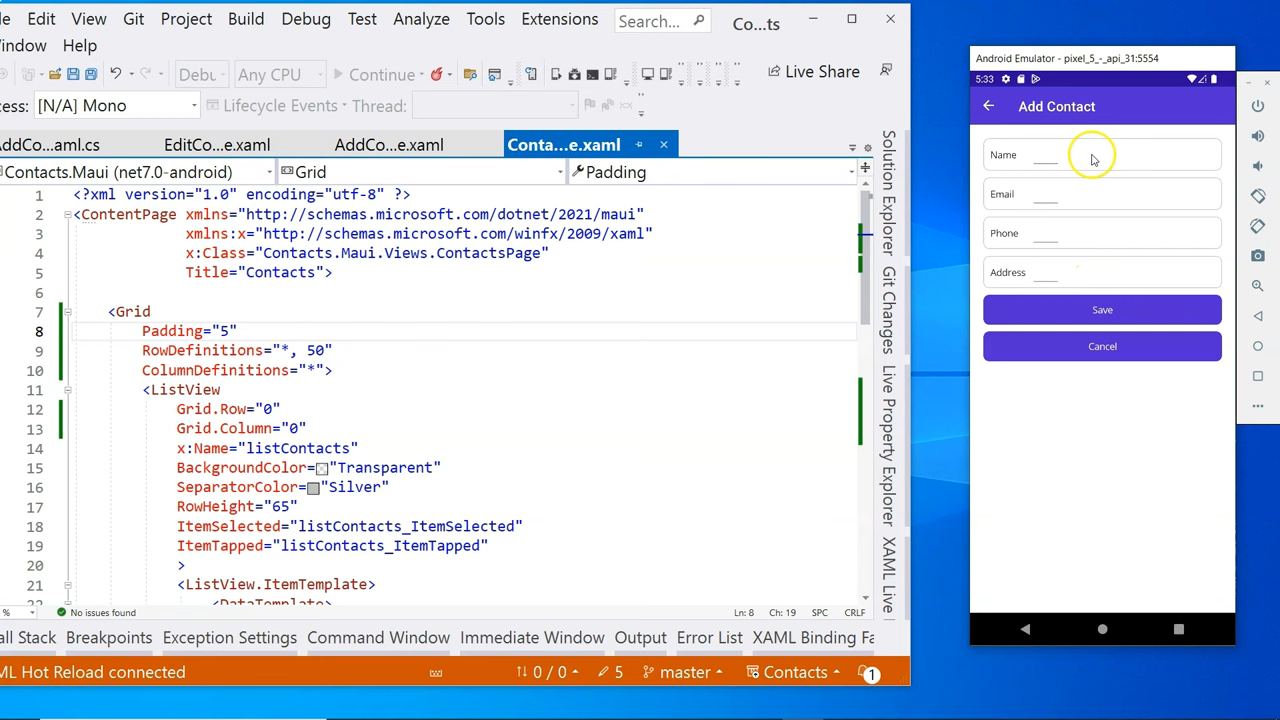 Edit View Git Project Build Debug Test Analyze Tools Extensions Search... Co...ts
Window Help
Debu Any CPU Continue Live Share
cess: [N/A] Mono Lifecycle Events Thread:
AddCo...aml.cs EditCo...e.xaml AddCo...e.xaml Conta...e.xaml
Contacts.Maui (net7.0-android) Grid Padding
1 <?xml version="1.0" encoding="utf-8" ?>
2 <ContentPage xmlns="http://schemas.microsoft.com/dotnet/2021/maui"
3 xmlns:x="http://schemas.microsoft.com/winfx/2009/xaml"
4 x:Class="Contacts.Maui.Views.ContactsPage"
5 Title="Contacts">
6
7 <Grid
8 Padding="5"
9 RowDefinitions="*, 50"
10 ColumnDefinitions="*">
11 <ListView
12 Grid.Row="0"
13 Grid.Column="0"
14 x:Name="listContacts"
15 BackgroundColor="Transparent"
16 SeparatorColor="Silver"
17 RowHeight="65"
18 ItemSelected="listContacts_ItemSelected"
19 ItemTapped="listContacts_ItemTapped"
20 >
21 <ListView.ItemTemplate>
22 <DataTemplate>
% No issues found Ln: 8 Ch: 19 SPC CRLF
all Stack Breakpoints Exception Settings Command Window Immediate Window Output Error List XAML Binding Fa
AML Hot Reload connected 0 / 0 5 master Contacts 1
Solution Explorer
Git Changes
Live Property Explorer
XAML Live
Android Emulator - pixel_5_-_api_31:5554
5:33
Add Contact
Name
Email
Phone
Address
Save
Cancel